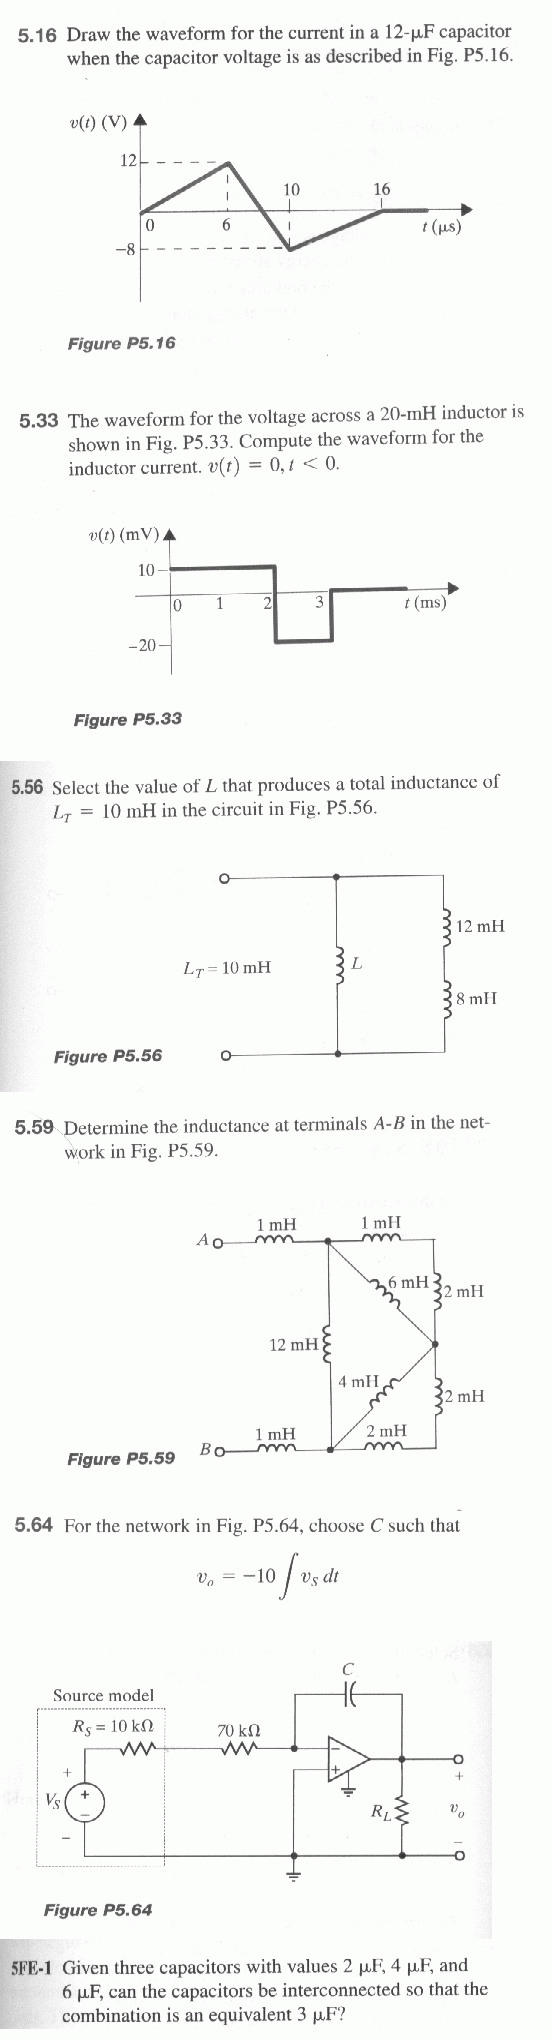 5.16 Draw the waveform for the current in a 12-μF capacitor
when the capacitor voltage is as described in Fig. P5.16.
v(t) (V)
12
10
16
0
6
t (μs)
−8
Figure P5.16
5.33 The waveform for the voltage across a 20-mH inductor is
shown in Fig. P5.33. Compute the waveform for the
inductor current. v(t) = 0, t < 0.
v(t) (mV)
10
0 1 2 3 t (ms)
−20
Figure P5.33
5.56 Select the value of L that produces a total inductance of
L_T = 10 mH in the circuit in Fig. P5.56.
12 mH
L_T = 10 mH
L
8 mH
Figure P5.56
5.59 Determine the inductance at terminals A-B in the net-
work in Fig. P5.59.
1 mH 1 mH
A
6 mH
2 mH
12 mH
4 mH
2 mH
1 mH 2 mH
B
Figure P5.59
5.64 For the network in Fig. P5.64, choose C such that
v_o = −10 ∫ v_S dt
C
Source model
R_S = 10 kΩ 70 kΩ
−
+
+
+
V_S
+
−
R_L
v_o
−
−
Figure P5.64
5FE-1 Given three capacitors with values 2 μF, 4 μF, and
6 μF, can the capacitors be interconnected so that the
combination is an equivalent 3 μF?